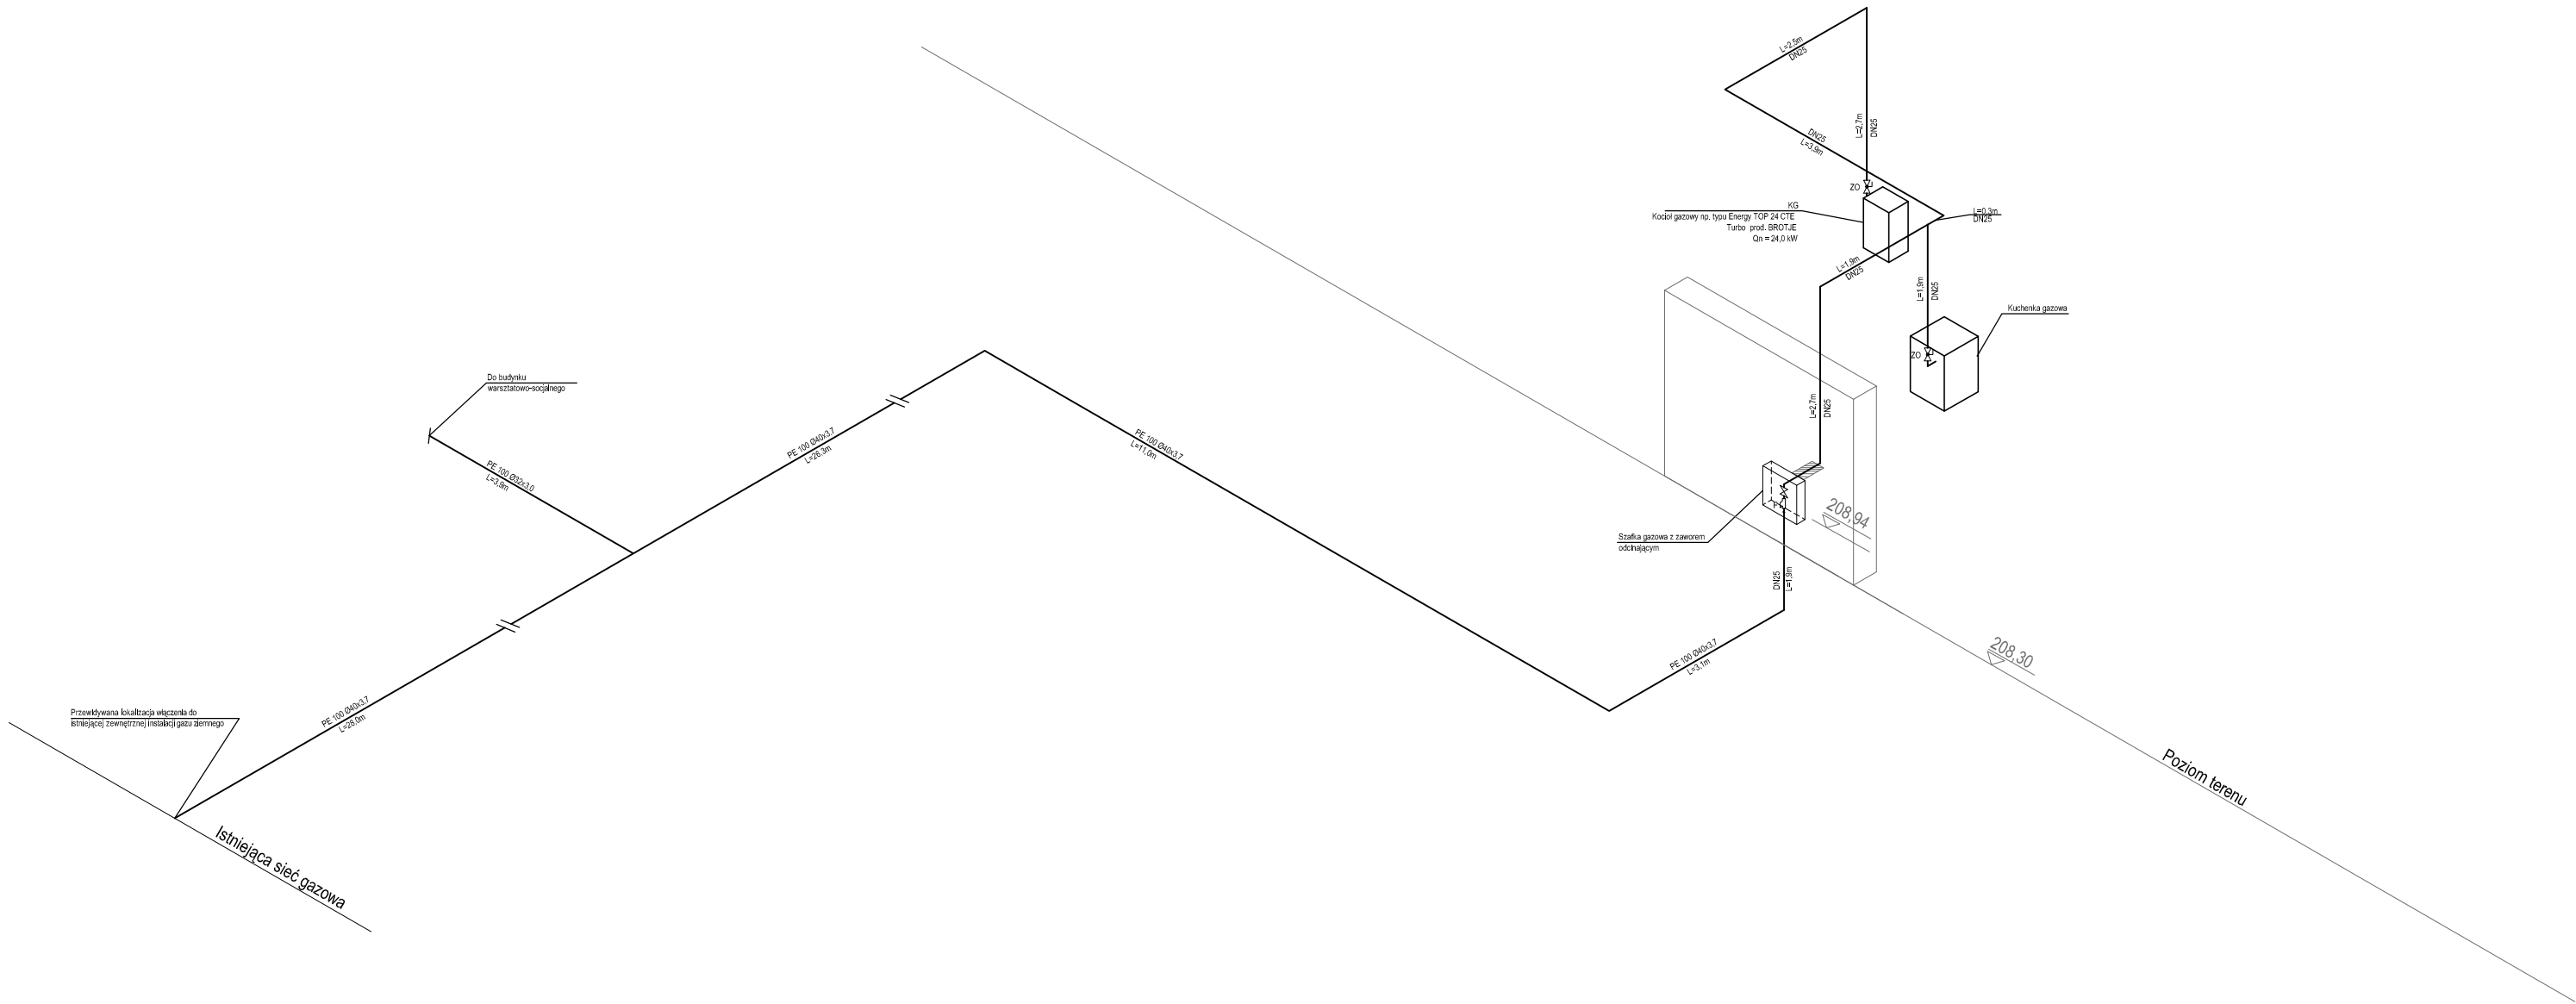 L=2,5m
DN25
L=2,7m
DN25
DN25
L=3,9m
ZO
KG
Kocioł gazowy np. typu Energy TOP 24 CTE
Turbo prod. BROTJE
Qn = 24,0 kW
L=0,3m
DN25
L=1,9m
DN25
L=1,9m
DN25
Kuchenka gazowa
ZO
L=2,7m
DN25
Do budynku
warsztatowo-socjalnego
PE 100 Ø32x3,0
L=3,9m
PE 100 Ø40x3,7
L=26,3m
PE 100 Ø40x3,7
L=11,0m
208,94
Szafka gazowa z zaworem
odcinającym
DN25
L=1,9m
PE 100 Ø40x3,7
L=3,1m
208,30
Przewidywana lokalizacja włączenia do
istniejącej zewnętrznej instalacji gazu ziemnego
PE 100 Ø40x3,7
L=28,0m
Poziom terenu
Istniejąca sieć gazowa